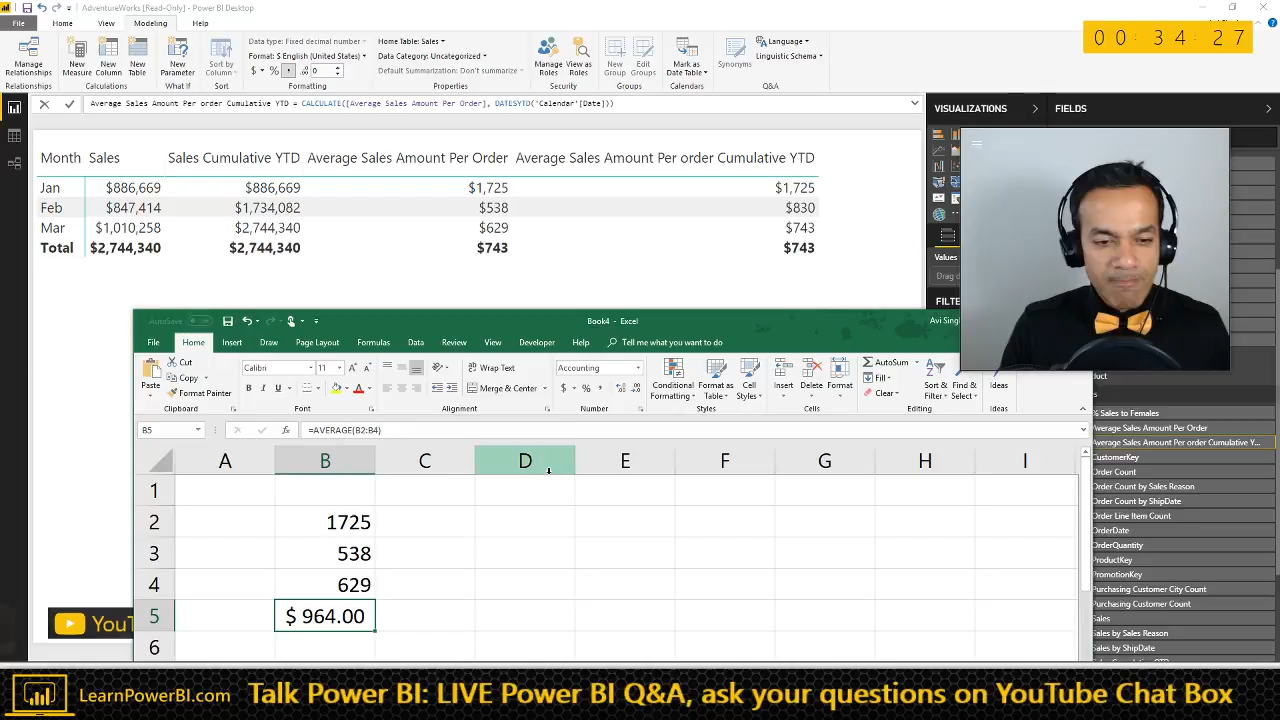 AdventureWorks [Read-Only] - Power BI Desktop
00:34:27
File Home View Modeling Help
Manage Relationships
New Measure
New Column
New Table
New Parameter
Sort by Column
Data type: Fixed decimal number
Format: $ English (United States)
$ % , 0
Home Table: Sales
Data Category: Uncategorized
Default Summarization: Don't summarize
Manage Roles
View as Roles
New Group
Edit Groups
Mark as Date Table
Synonyms
Language
Linguistic Schema
Relationships Calculations What If Sort Formatting Properties Security Groups Calendars Q&A
Average Sales Amount Per order Cumulative YTD = CALCULATE([Average Sales Amount Per Order], DATESYTD('Calendar'[Date]))
VISUALIZATIONS
FIELDS
Month Sales Sales Cumulative YTD Average Sales Amount Per Order Average Sales Amount Per order Cumulative YTD
Jan $886,669 $886,669 $1,725 $1,725
Feb $847,414 $1,734,082 $538 $830
Mar $1,010,258 $2,744,340 $629 $743
Total $2,744,340 $2,744,340 $743 $743
Values
Drag d
AutoSave
Book4 - Excel
Avi Singh
File Home Insert Draw Page Layout Formulas Data Review View Developer Help Tell me what you want to do
Paste
Cut
Copy
Format Painter
Calibri 11
B I U
Wrap Text
Merge & Center
Accounting
$ % ,
Conditional Formatting
Format as Table
Cell Styles
Insert
Delete
Format
AutoSum
Fill
Clear
Sort & Filter
Find & Select
Ideas
Clipboard Font Alignment Number Styles Cells Editing Ideas
B5 fx =AVERAGE(B2:B4)
A B C D E F G H I
1
2 1725
3 538
4 629
5 $ 964.00
6
% Sales to Females
Average Sales Amount Per Order
Average Sales Amount Per order Cumulative Y...
CustomerKey
Order Count
Order Count by Sales Reason
Order Count by ShipDate
Order Line Item Count
OrderDate
OrderQuantity
ProductKey
PromotionKey
Purchasing Customer City Count
Purchasing Customer Count
Sales
Sales by Sales Reason
Sales by ShipDate
LearnPowerBI.com
Talk Power BI: LIVE Power BI Q&A, ask your questions on YouTube Chat Box